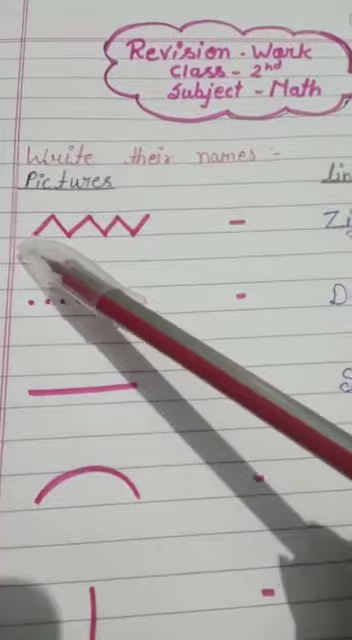 Revision - Work
Class - 2nd
Subject - Math
Write their names :-
Pictures
-
-
-
-